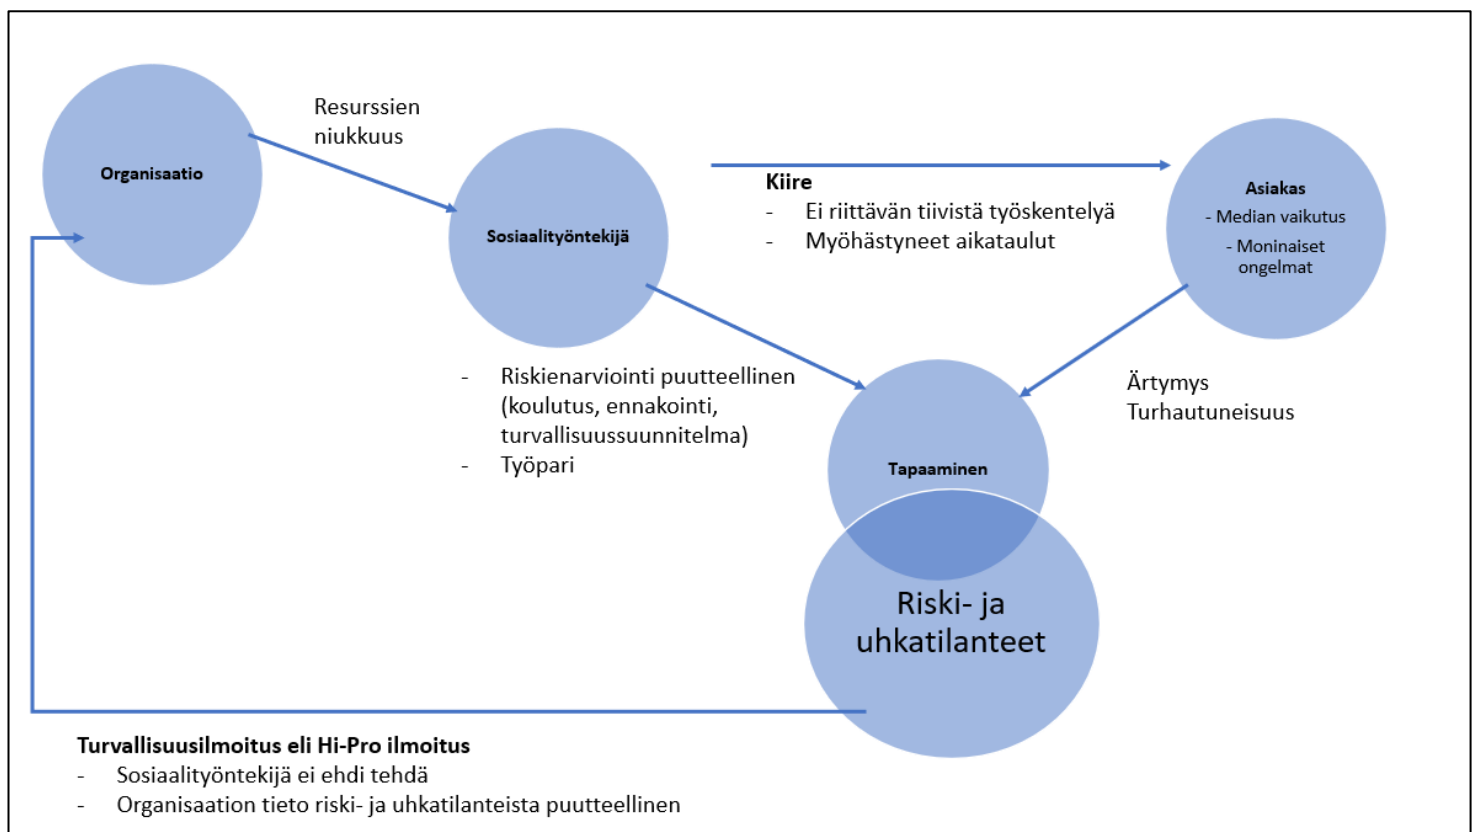 Organisaatio
Resurssien
niukkuus
Sosiaalityöntekijä
Kiire
- Ei riittävän tiivistä työskentelyä
- Myöhästyneet aikataulut
Asiakas
- Median vaikutus
- Moninaiset
ongelmat
- Riskienarviointi puutteellinen
(koulutus, ennakointi,
turvallisuussuunnitelma)
- Työpari
Ärtymys
Turhautuneisuus
Tapaaminen
Riski- ja
uhkatilanteet
Turvallisuusilmoitus eli Hi-Pro ilmoitus
- Sosiaalityöntekijä ei ehdi tehdä
- Organisaation tieto riski- ja uhkatilanteista puutteellinen